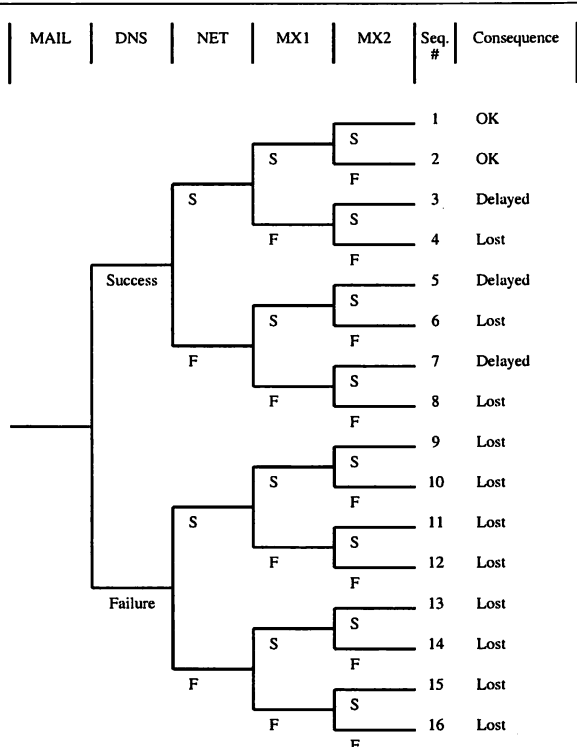 MAIL DNS NET MX1 MX2 Seq. # Consequence
1 OK
S
S 2 OK
F
S 3 Delayed
S
F 4 Lost
F
Success 5 Delayed
S
S 6 Lost
F
F 7 Delayed
S
F 8 Lost
F
9 Lost
S
S 10 Lost
F
S 11 Lost
S
F 12 Lost
F
Failure 13 Lost
S
S 14 Lost
F
F 15 Lost
S
F 16 Lost
F